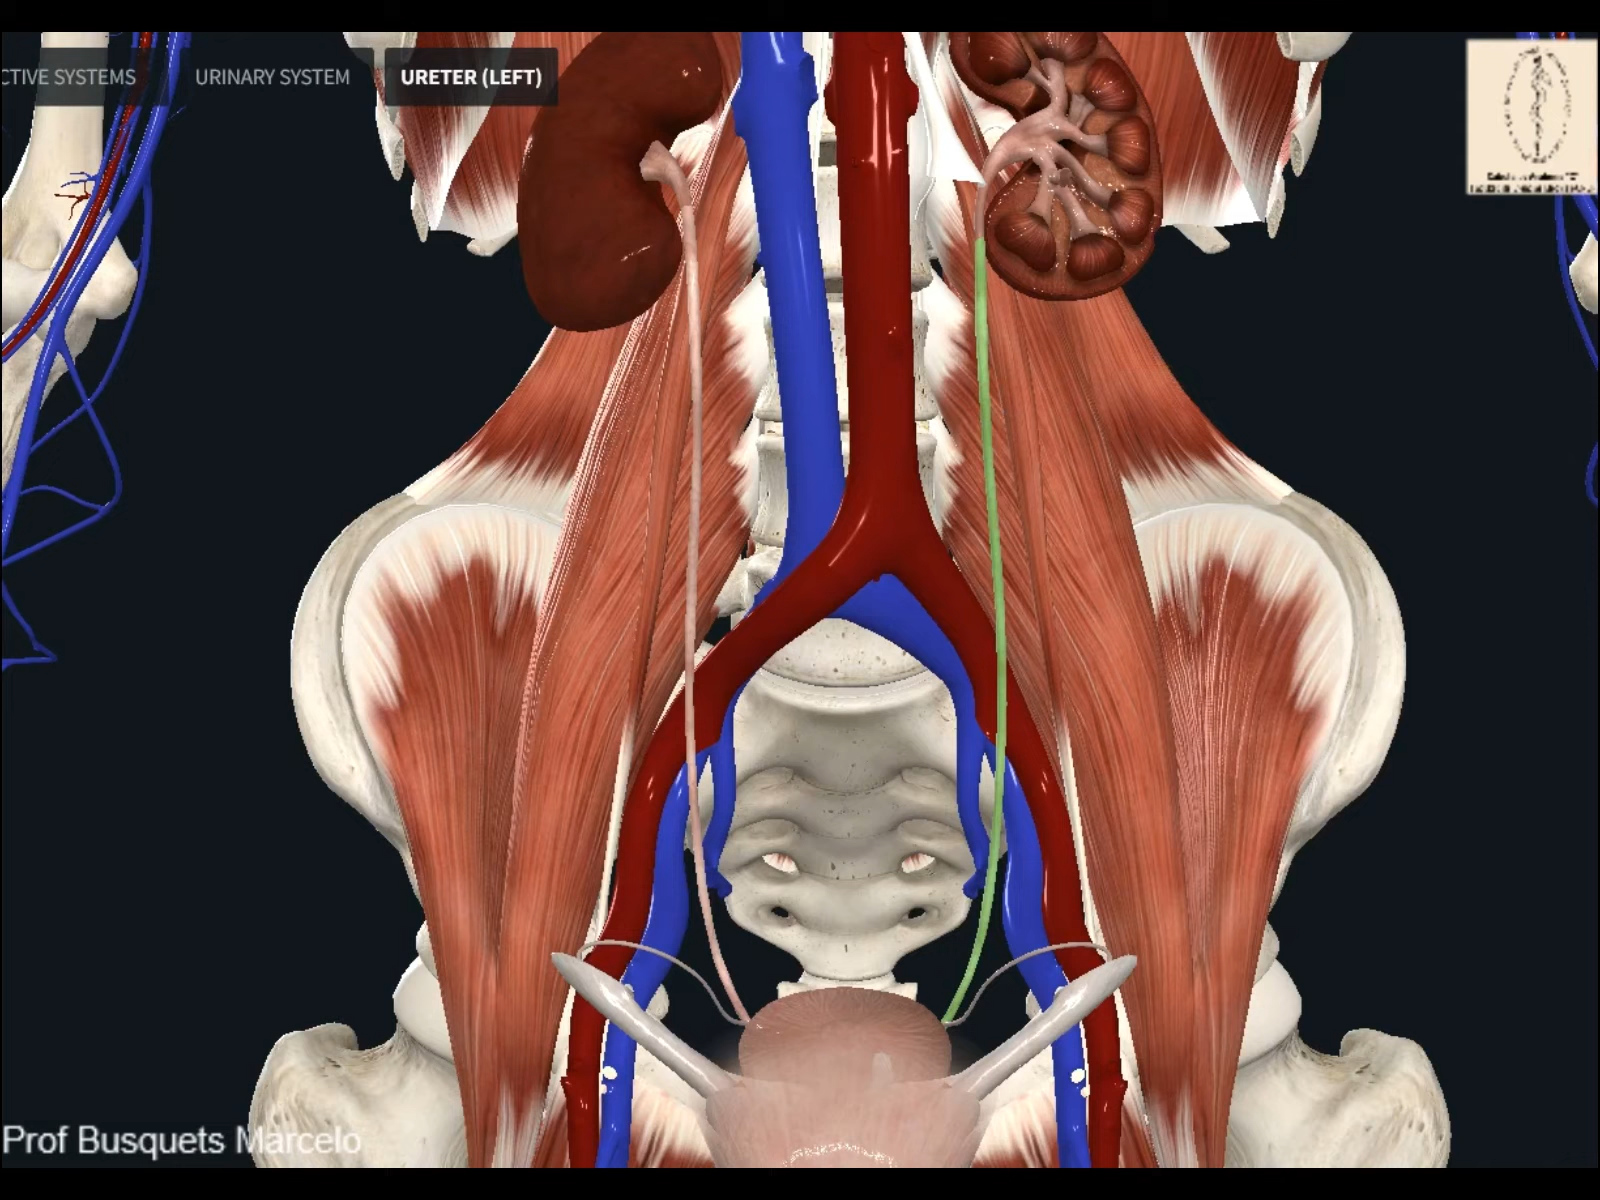 CTIVE SYSTEMS
URINARY SYSTEM
URETER (LEFT)
Prof Busquets Marcelo